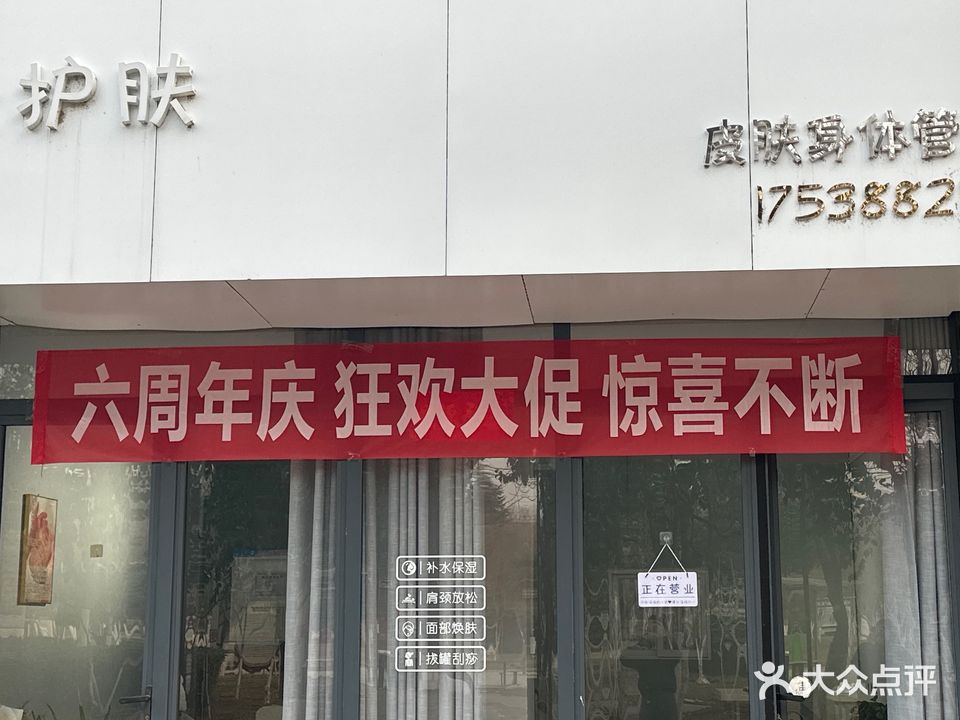 护肤
皮肤身体管
1753882
六周年庆 狂欢大促 惊喜不断
补水保湿
肩颈放松
面部焕肤
拔罐刮痧
OPEN
正在营业
大众点评